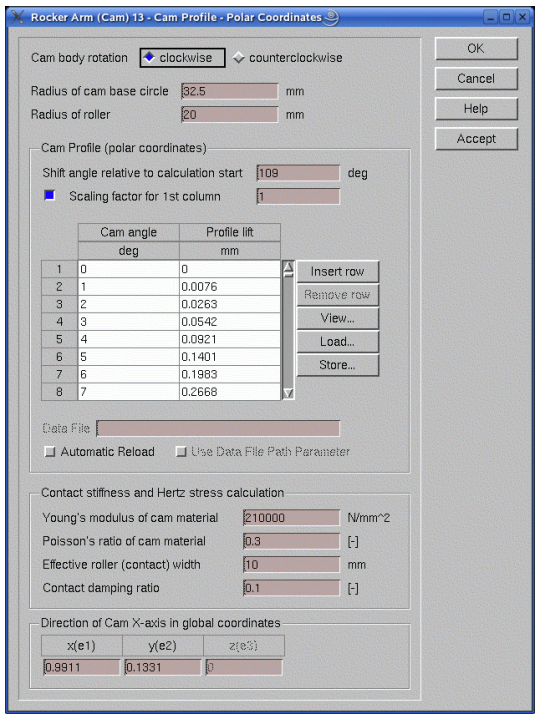 Rocker Arm (Cam) 13 - Cam Profile - Polar Coordinates
Cam body rotation clockwise counterclockwise
OK
Cancel
Help
Accept
Radius of cam base circle 32.5 mm
Radius of roller 20 mm
Cam Profile (polar coordinates)
Shift angle relative to calculation start 109 deg
Scaling factor for 1st column 1
Cam angle Profile lift
deg mm
1 0 0
2 1 0.0076
3 2 0.0263
4 3 0.0542
5 4 0.0921
6 5 0.1401
7 6 0.1983
8 7 0.2668
Insert row
Remove row
View...
Load...
Store...
Data File
Automatic Reload Use Data File Path Parameter
Contact stiffness and Hertz stress calculation
Young's modulus of cam material 210000 N/mm^2
Poisson's ratio of cam material 0.3 [-]
Effective roller (contact) width 10 mm
Contact damping ratio 0.1 [-]
Direction of Cam X-axis in global coordinates
x(e1) y(e2) z(e3)
0.9911 0.1331 0